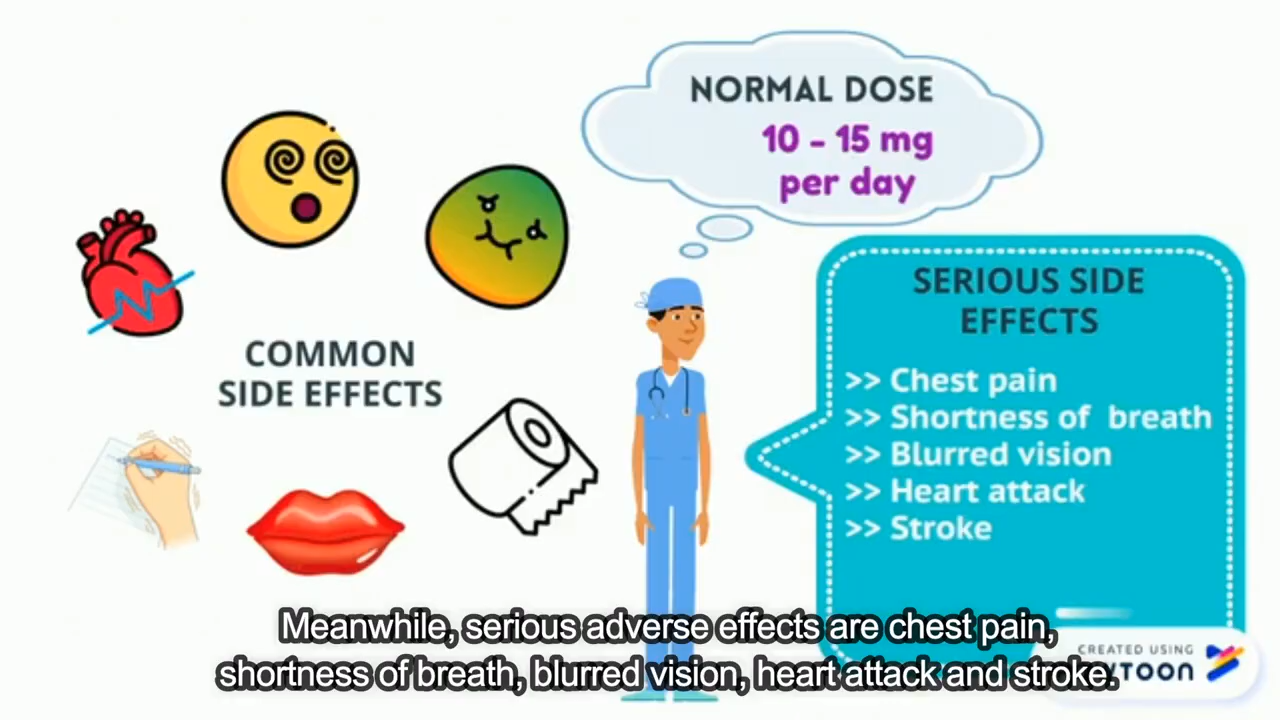 NORMAL DOSE
10 - 15 mg
per day
COMMON
SIDE EFFECTS
SERIOUS SIDE
EFFECTS
>> Chest pain
>> Shortness of breath
>> Blurred vision
>> Heart attack
>> Stroke
Meanwhile, serious adverse effects are chest pain,
shortness of breath, blurred vision, heart attack and stroke.
CREATED USING